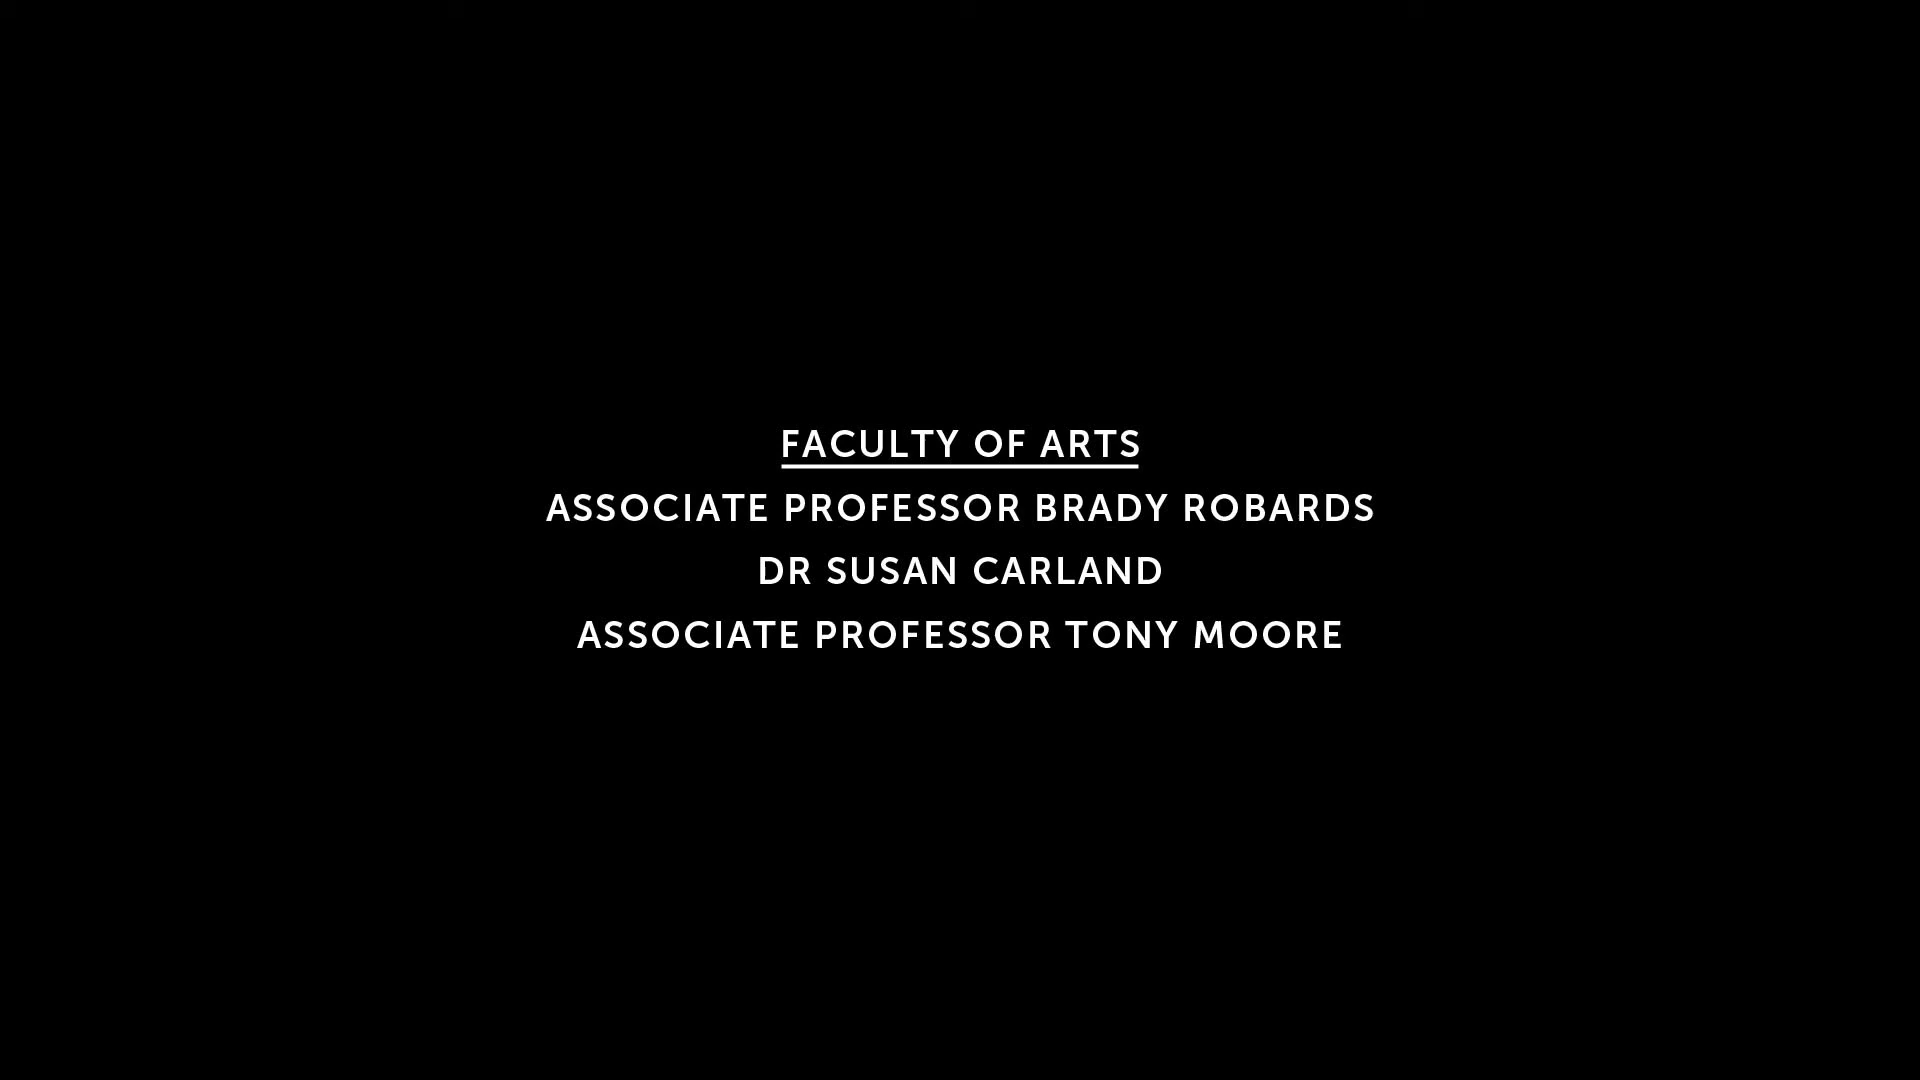 FACULTY OF ARTS
ASSOCIATE PROFESSOR BRADY ROBARDS
DR SUSAN CARLAND
ASSOCIATE PROFESSOR TONY MOORE